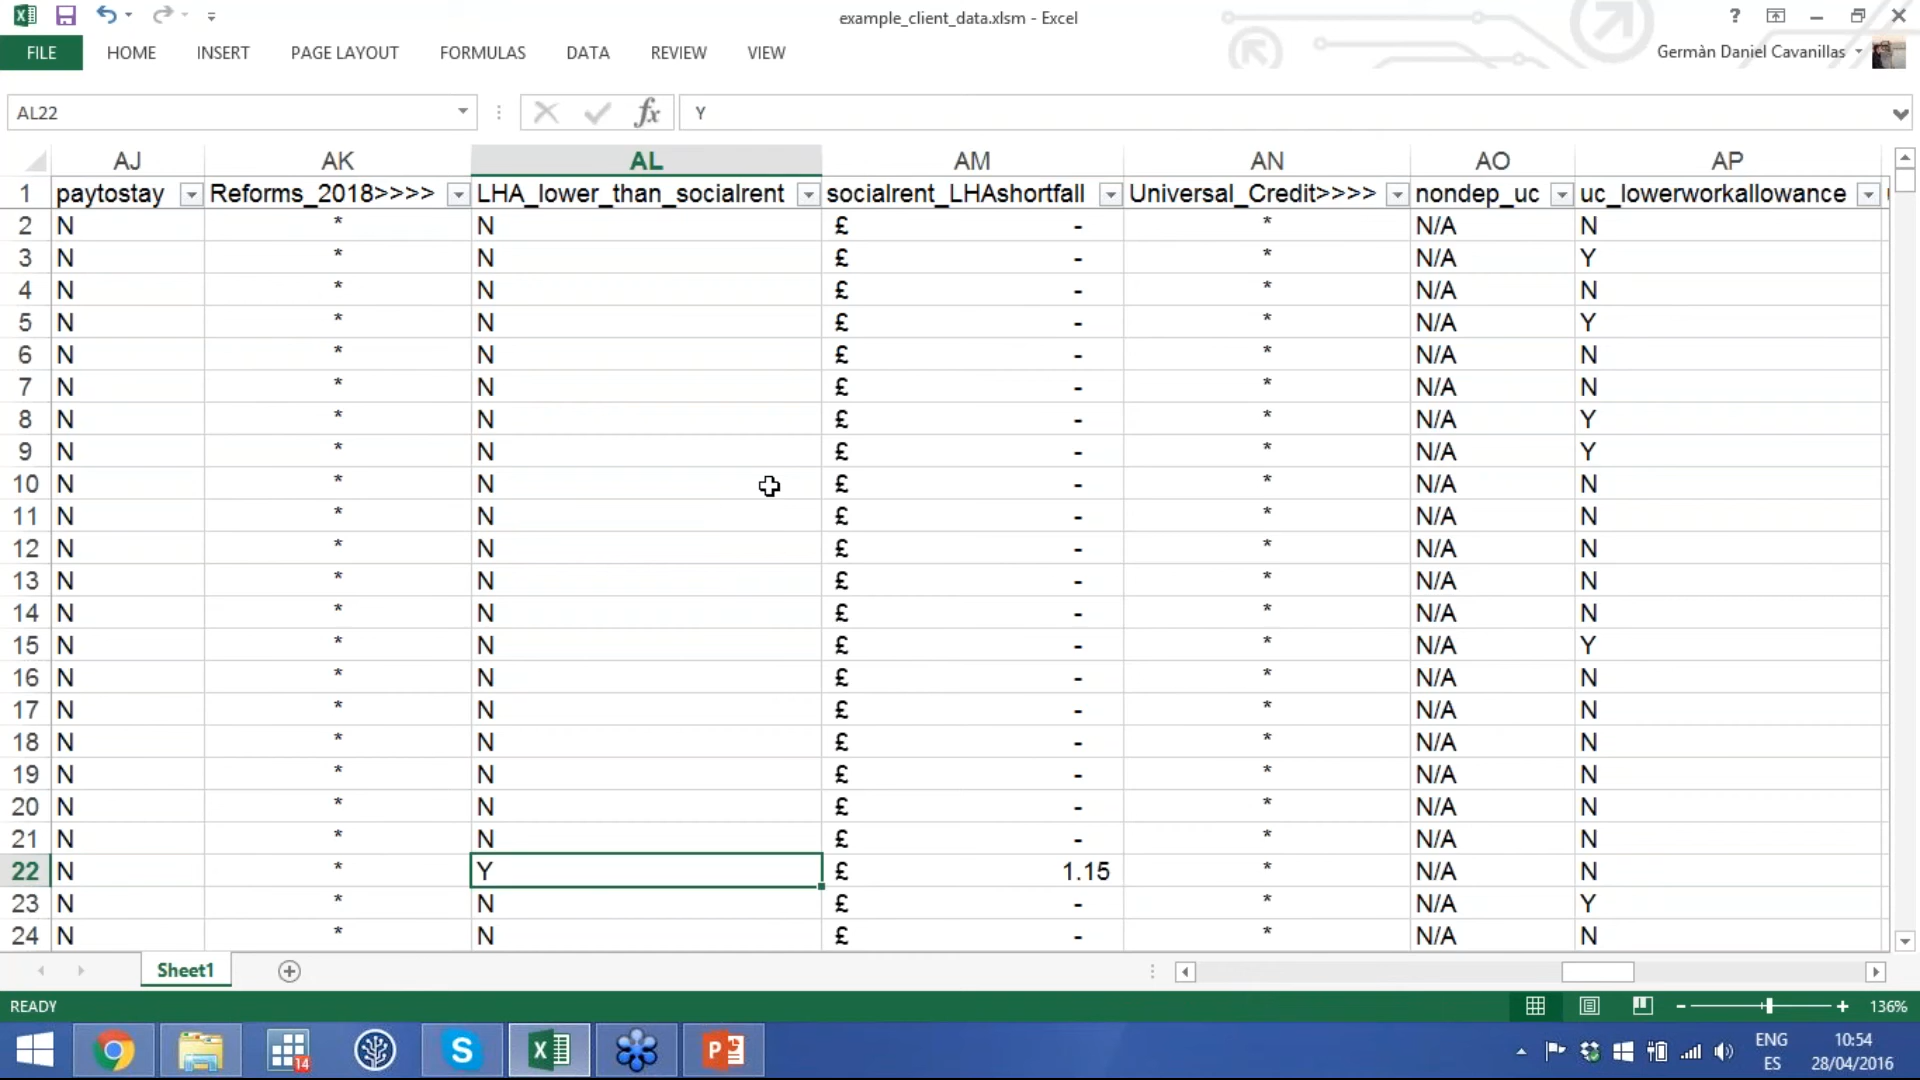 example_client_data.xlsm - Excel
?
FILE HOME INSERT PAGE LAYOUT FORMULAS DATA REVIEW VIEW Germàn Daniel Cavanillas
AL22 fx Y
AJ AK AL AM AN AO AP
1 paytostay Reforms_2018>>>> LHA_lower_than_socialrent socialrent_LHAshortfall Universal_Credit>>>> nondep_uc uc_lowerworkallowance
2 N * N £ - * N/A N
3 N * N £ - * N/A Y
4 N * N £ - * N/A N
5 N * N £ - * N/A Y
6 N * N £ - * N/A N
7 N * N £ - * N/A N
8 N * N £ - * N/A Y
9 N * N £ - * N/A Y
10 N * N £ - * N/A N
11 N * N £ - * N/A N
12 N * N £ - * N/A N
13 N * N £ - * N/A N
14 N * N £ - * N/A N
15 N * N £ - * N/A Y
16 N * N £ - * N/A N
17 N * N £ - * N/A N
18 N * N £ - * N/A N
19 N * N £ - * N/A N
20 N * N £ - * N/A N
21 N * N £ - * N/A N
22 N * Y £ 1.15 * N/A N
23 N * N £ - * N/A Y
24 N * N £ - * N/A N
Sheet1
READY 136%
14 S X P ENG 10:54
ES 28/04/2016